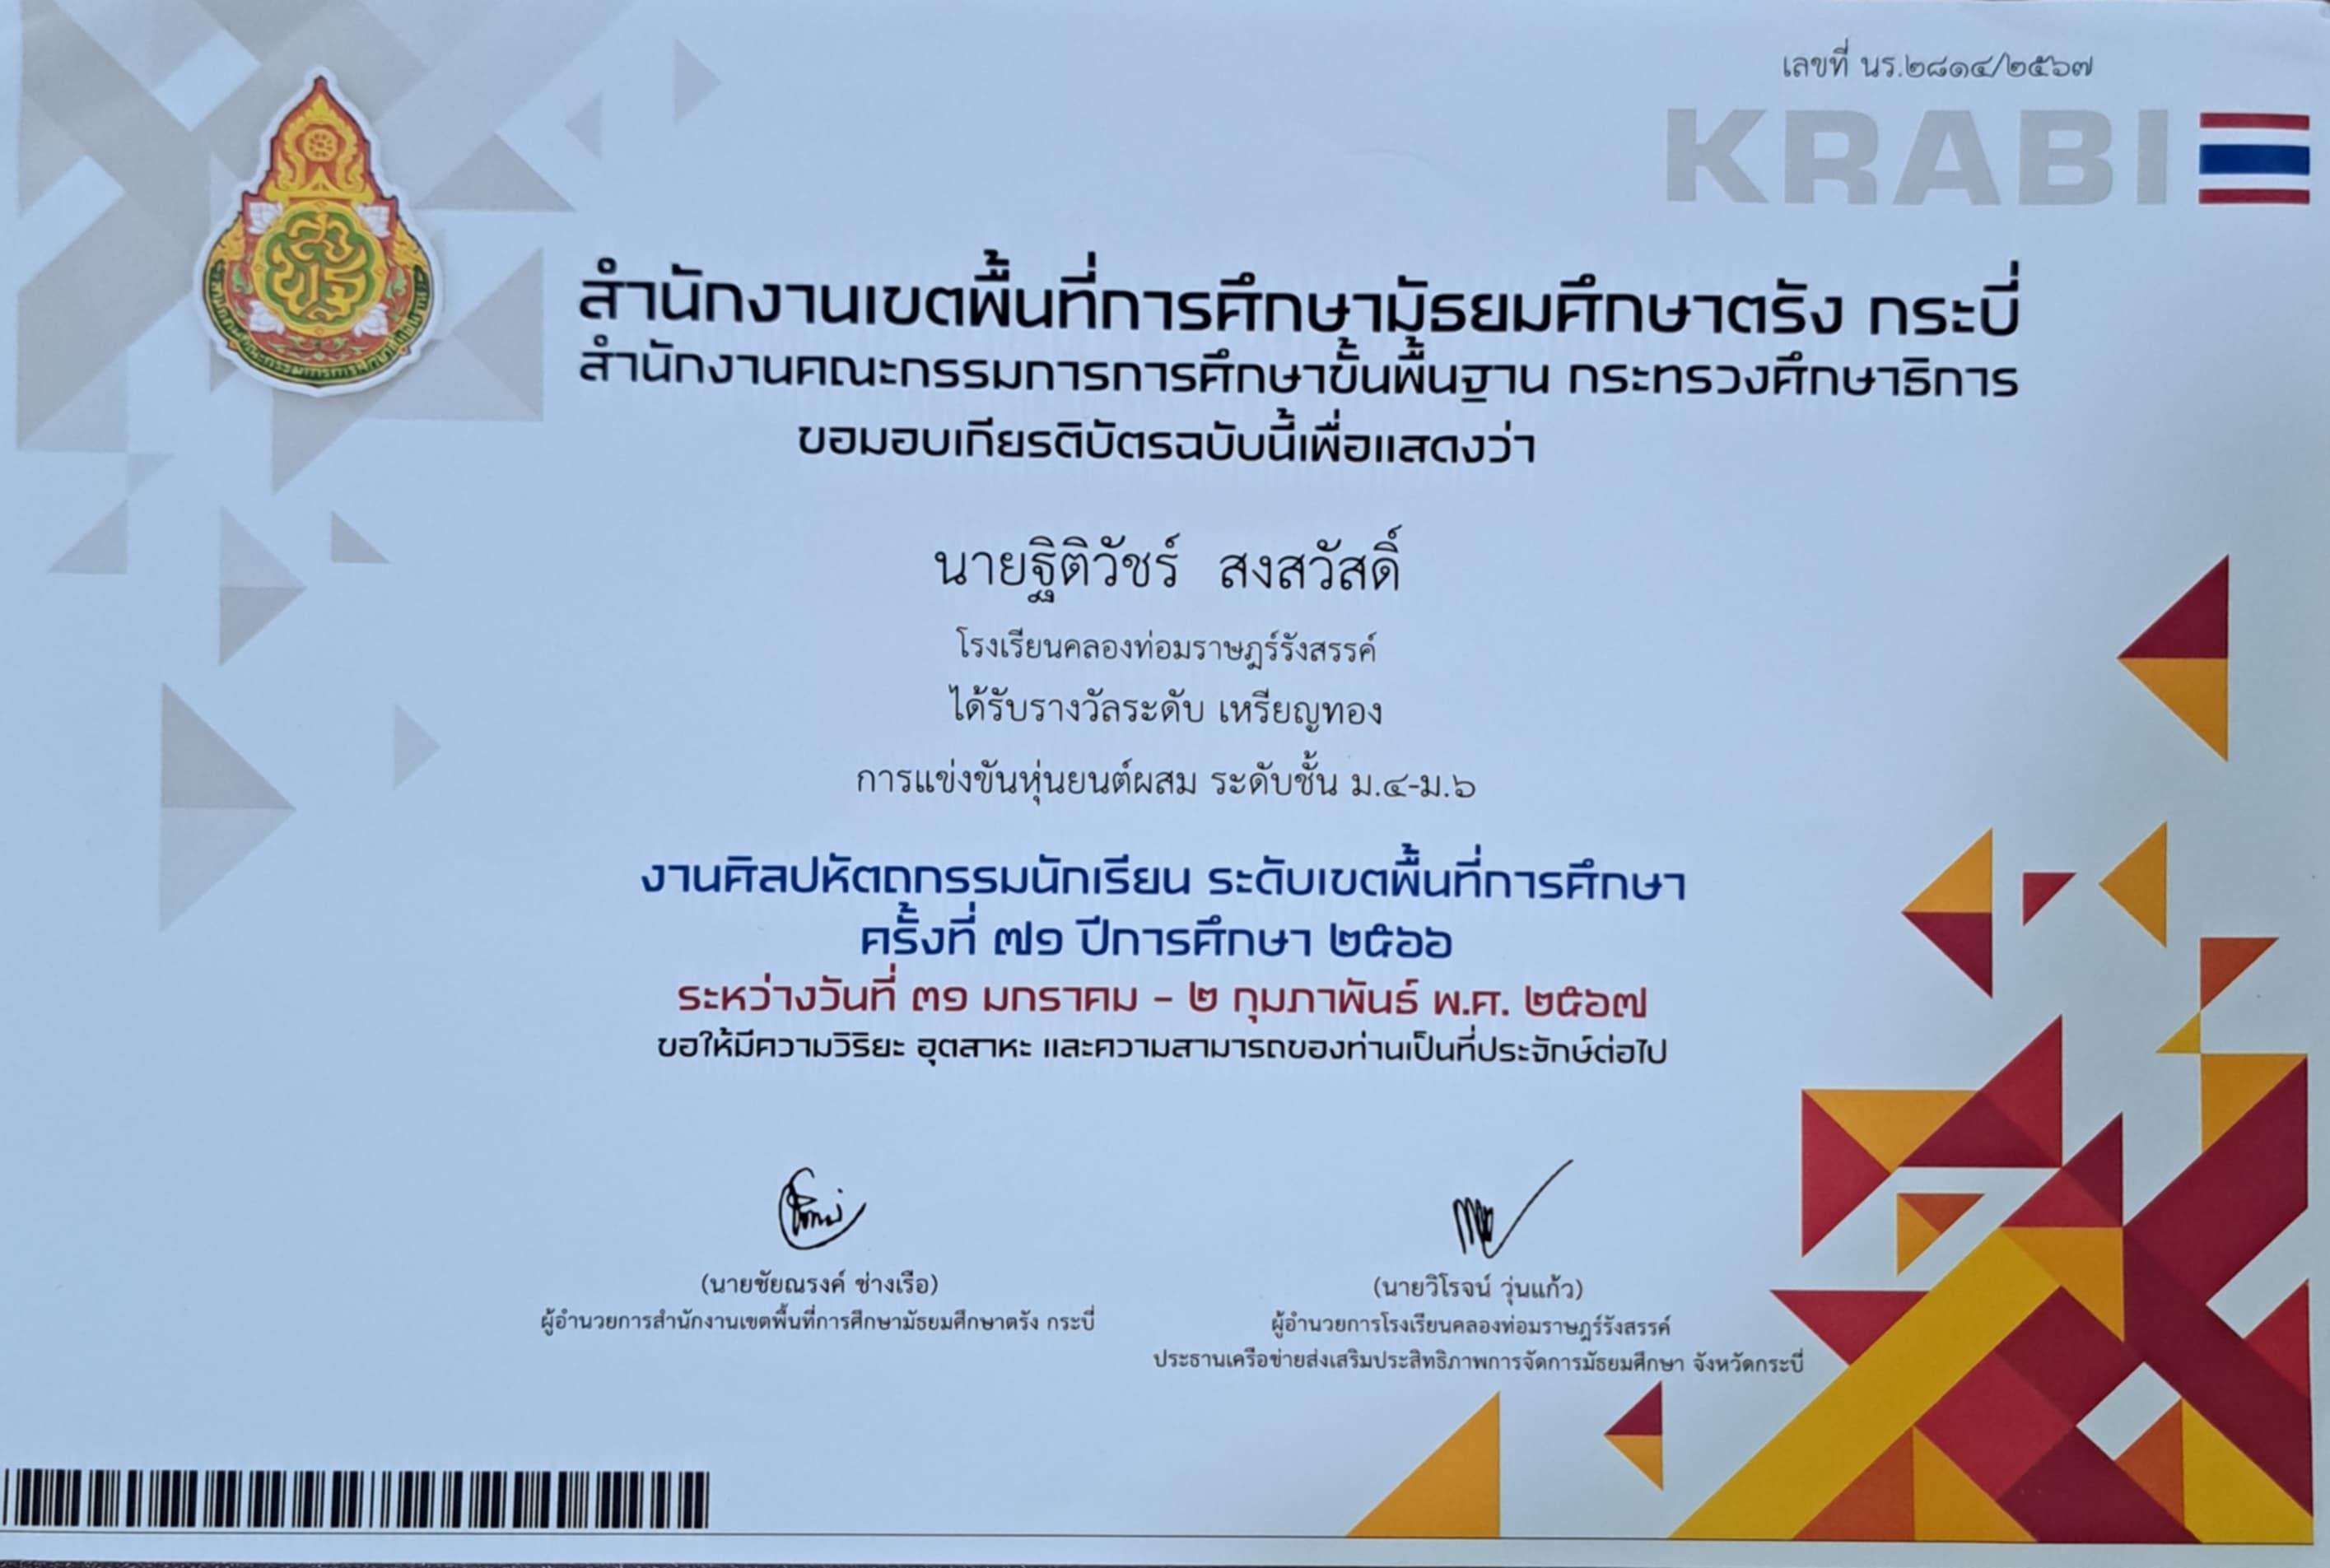 เลขที่ นร.๒๘๑๔/๒๕๖๗
KRABI
สำนักงานเขตพื้นที่การศึกษามัธยมศึกษาตรัง กระบี่
สำนักงานคณะกรรมการการศึกษาขั้นพื้นฐาน กระทรวงศึกษาธิการ
ขอมอบเกียรติบัตรฉบับนี้เพื่อแสดงว่า
นายฐิติวัชร์ สงสวัสดิ์
โรงเรียนคลองท่อมราษฎร์รังสรรค์
ได้รับรางวัลระดับ เหรียญทอง
การแข่งขันหุ่นยนต์ผสม ระดับชั้น ม.๔-ม.๖
งานศิลปหัตถกรรมนักเรียน ระดับเขตพื้นที่การศึกษา
ครั้งที่ ๗๑ ปีการศึกษา ๒๕๖๖
ระหว่างวันที่ ๓๑ มกราคม - ๒ กุมภาพันธ์ พ.ศ. ๒๕๖๗
ขอให้มีความวิริยะ อุตสาหะ และความสามารถของท่านเป็นที่ประจักษ์ต่อไป
(นายชัยณรงค์ ช่างเรือ)
ผู้อำนวยการสำนักงานเขตพื้นที่การศึกษามัธยมศึกษาตรัง กระบี่
(นายวิโรจน์ วุ่นแก้ว)
ผู้อำนวยการโรงเรียนคลองท่อมราษฎร์รังสรรค์
ประธานเครือข่ายส่งเสริมประสิทธิภาพการจัดการมัธยมศึกษา จังหวัดกระบี่